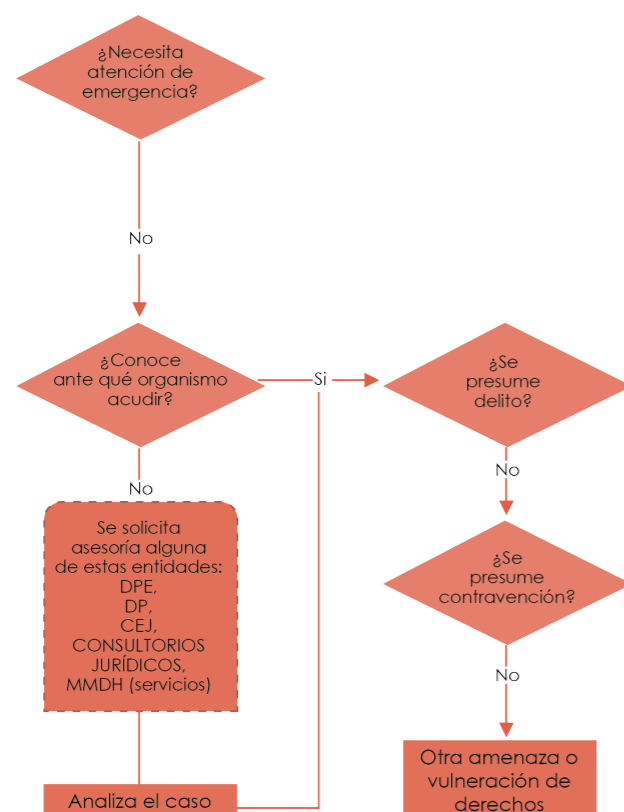 ¿Necesita
atención de
emergencia?
No
¿Conoce
ante qué organismo
acudir?
Si
¿Se
presume
delito?
No
Se solicita
asesoría alguna
de estas entidades:
DPE,
DP,
CEJ,
CONSULTORIOS
JURÍDICOS,
MMDH (servicios)
Analiza el caso
No
¿Se
presume
contravención?
No
Otra amenaza o
vulneración de
derechos